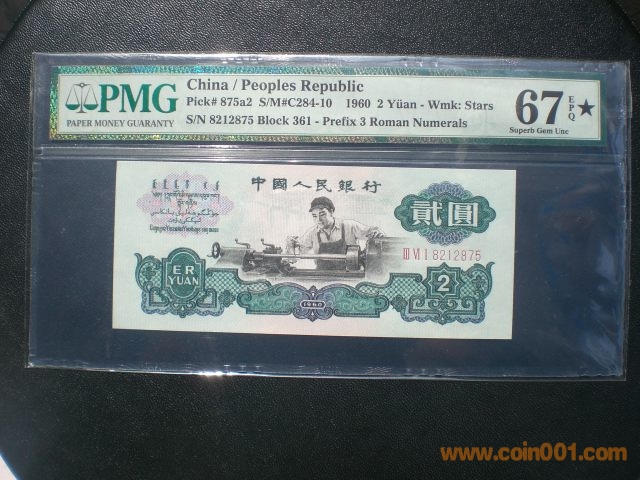 PMG
PAPER MONEY GUARANTY
China / Peoples Republic
Pick# 875a2 S/M#C284-10 1960 2 Yüan - Wmk: Stars
S/N 8212875 Block 361 - Prefix 3 Roman Numerals
67 EPQ ★
Superb Gem Unc
中國人民銀行
貳圓
III VI I 8212875
ER
YUAN
1960
2
www.coin001.com